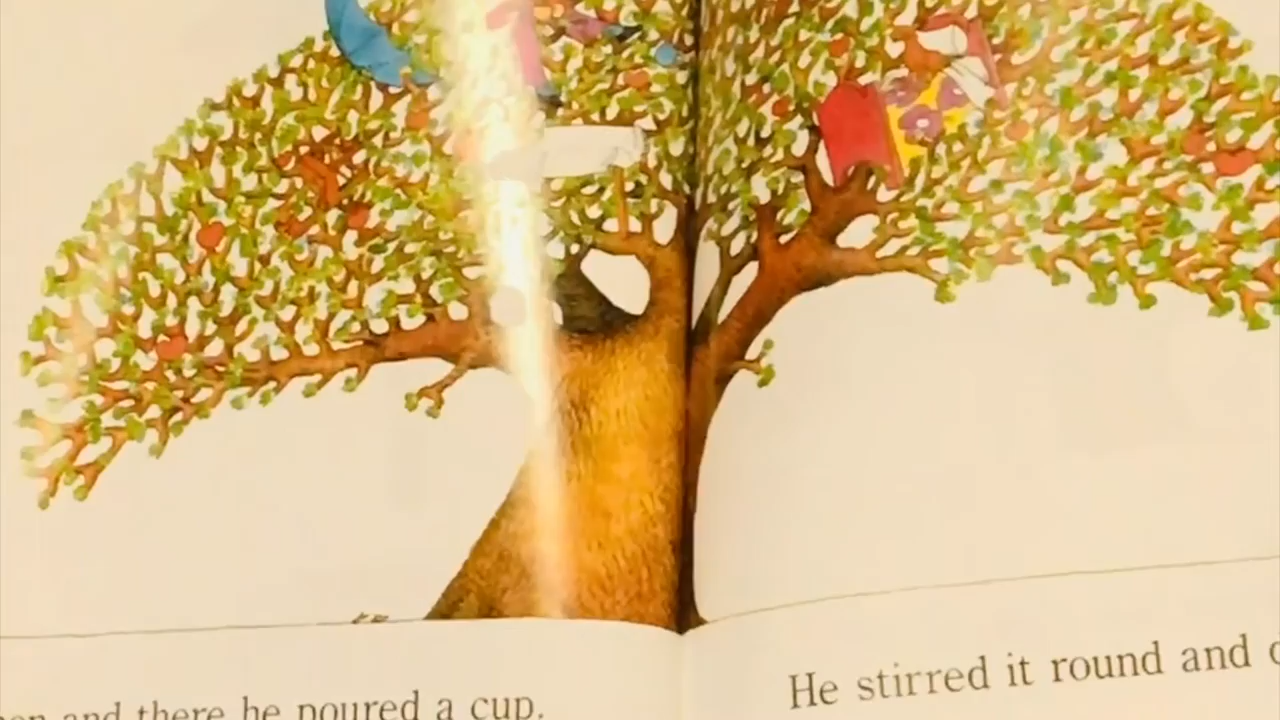 and there he poured a cup.
He stirred it round and